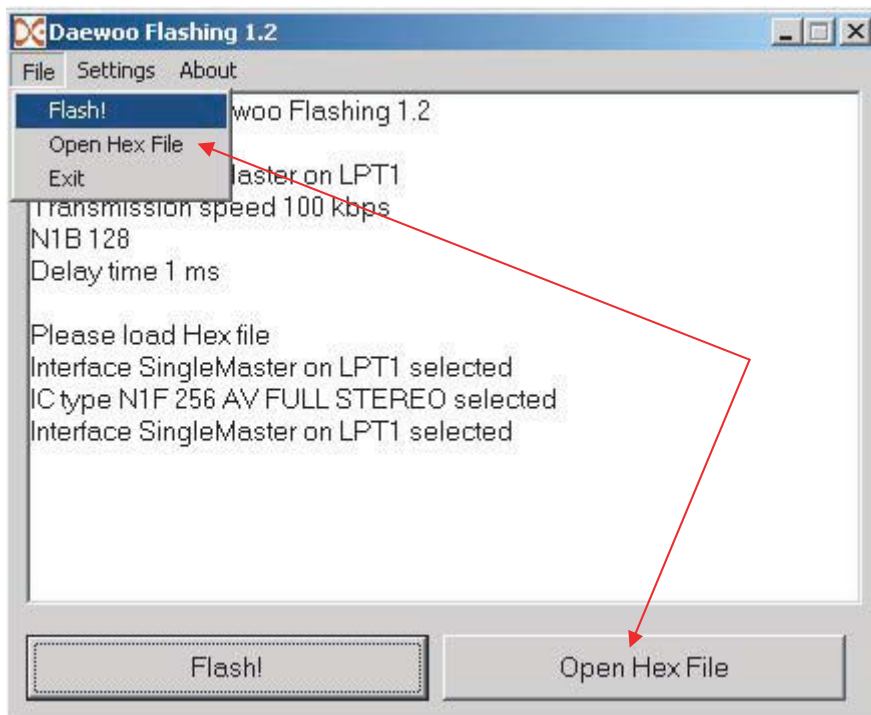 Daewoo Flashing 1.2
File Settings About
Flash!
Open Hex File
Exit
woo Flashing 1.2
Master on LPT1
Transmission speed 100 kbps
N1B 128
Delay time 1 ms
Please load Hex file
Interface SingleMaster on LPT1 selected
IC type N1F 256 AV FULL STEREO selected
Interface SingleMaster on LPT1 selected
Flash!
Open Hex File